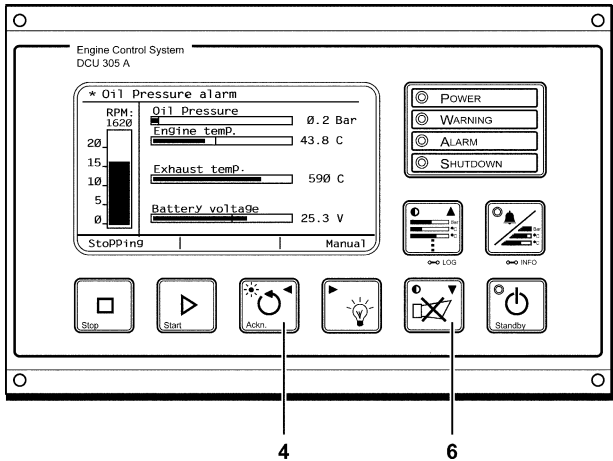 Engine Control System
DCU 305 A
* Oil Pressure alarm
RPM:
1620
20
15
10
5
0
Oil Pressure
0.2 Bar
Engine temp.
43.8 C
Exhaust temp.
590 C
Battery voltage
25.3 V
Stopping
Manual
POWER
WARNING
ALARM
SHUTDOWN
Bar
°C
°C
LOG
Bar
°C
°C
INFO
Stop
Start
Ackn.
Standby
4
6